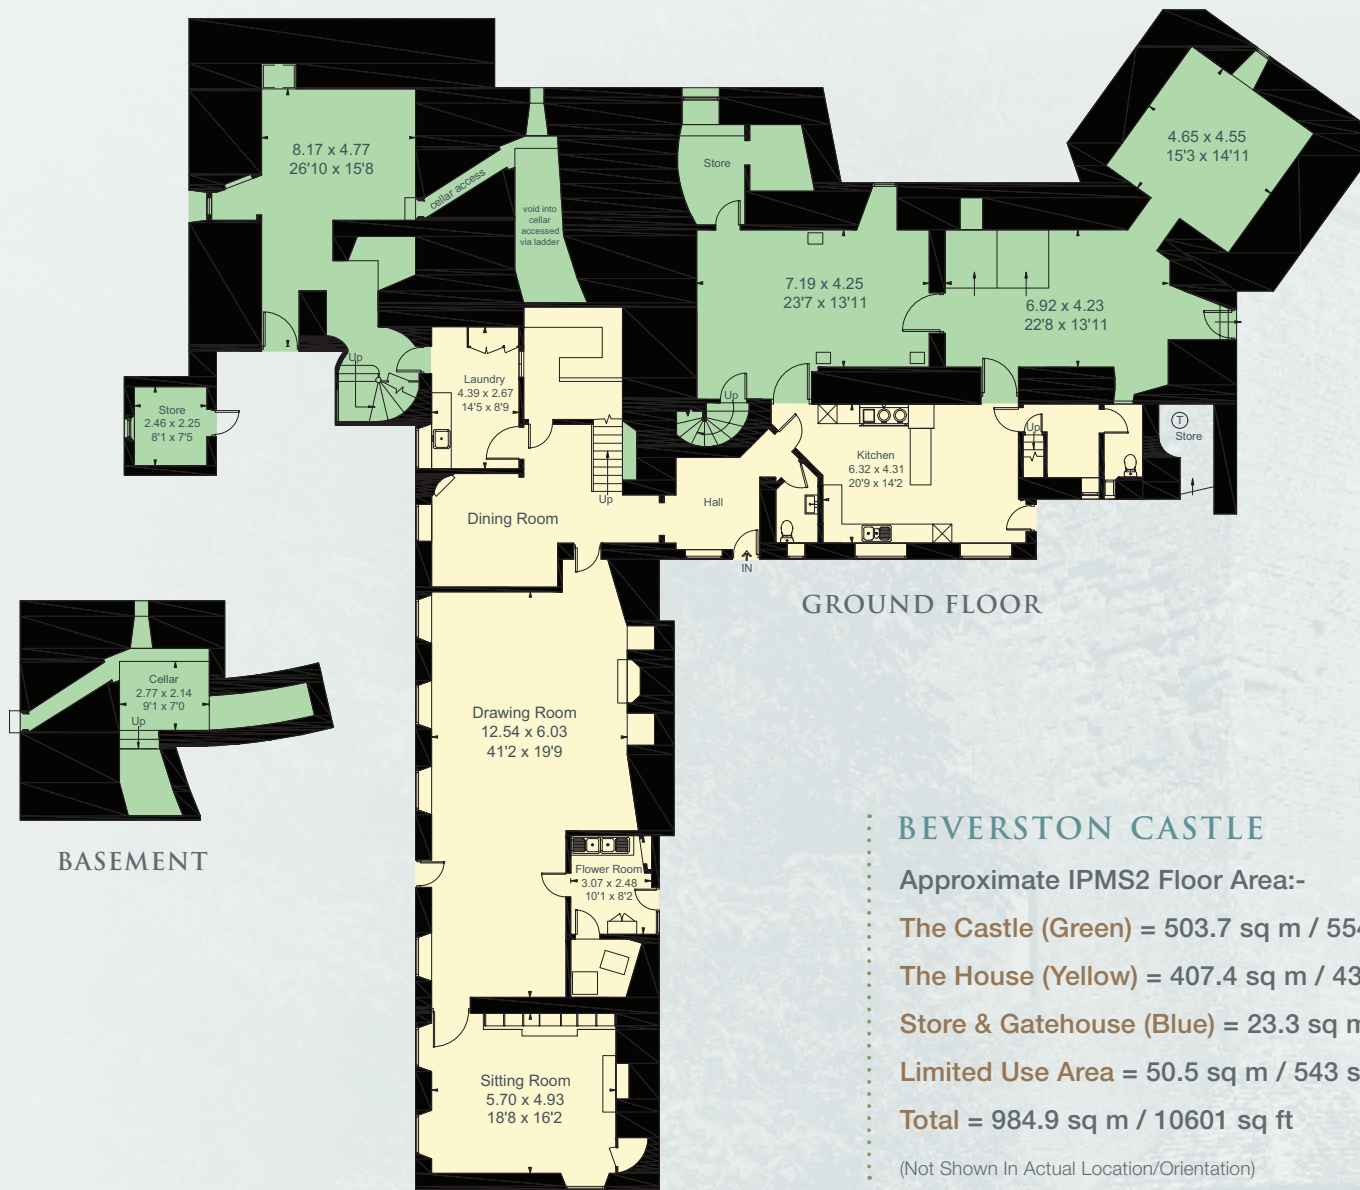 8.17 x 4.77
26'10 x 15'8
cellar access
void into
cellar
accessed
via ladder
Store
4.65 x 4.55
15'3 x 14'11
7.19 x 4.25
23'7 x 13'11
6.92 x 4.23
22'8 x 13'11
Up
Laundry
4.39 x 2.67
14'5 x 8'9
Store
2.46 x 2.25
8'1 x 7'5
Up
Up
T
Store
Kitchen
6.32 x 4.31
20'9 x 14'2
Up
Hall
Dining Room
IN
GROUND FLOOR
Cellar
2.77 x 2.14
9'1 x 7'0
Up
BASEMENT
Drawing Room
12.54 x 6.03
41'2 x 19'9
Flower Room
3.07 x 2.48
10'1 x 8'2
Sitting Room
5.70 x 4.93
18'8 x 16'2
BEVERSTON CASTLE
Approximate IPMS2 Floor Area:-
The Castle (Green) = 503.7 sq m / 554
The House (Yellow) = 407.4 sq m / 43
Store & Gatehouse (Blue) = 23.3 sq m
Limited Use Area = 50.5 sq m / 543 s
Total = 984.9 sq m / 10601 sq ft
(Not Shown In Actual Location/Orientation)